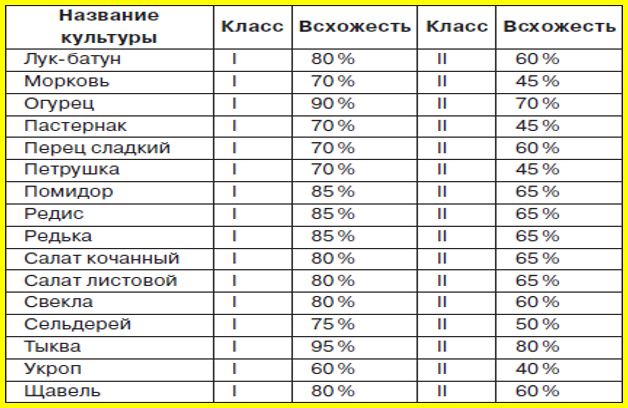 Название культуры Класс Всхожесть Класс Всхожесть
Лук-батун I 80 % II 60 %
Морковь I 70 % II 45 %
Огурец I 90 % II 70 %
Пастернак I 70 % II 45 %
Перец сладкий I 70 % II 60 %
Петрушка I 70 % II 45 %
Помидор I 85 % II 65 %
Редис I 85 % II 65 %
Редька I 85 % II 65 %
Салат кочанный I 80 % II 65 %
Салат листовой I 80 % II 65 %
Свекла I 80 % II 60 %
Сельдерей I 75 % II 50 %
Тыква I 95 % II 80 %
Укроп I 60 % II 40 %
Щавель I 80 % II 60 %